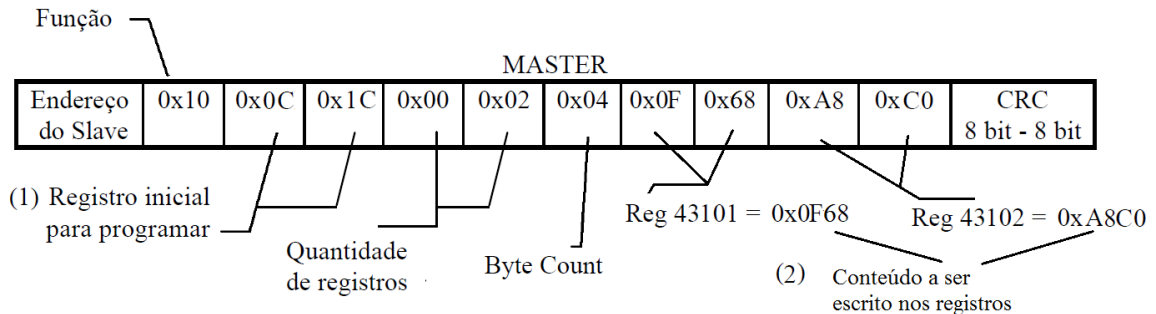 Função
MASTER
Endereço do Slave 0x10 0x0C 0x1C 0x00 0x02 0x04 0x0F 0x68 0xA8 0xC0 CRC 8 bit - 8 bit
(1) Registro inicial
para programar
Quantidade
de registros
Byte Count
Reg 43101 = 0x0F68
Reg 43102 = 0xA8C0
(2) Conteúdo a ser
escrito nos registros